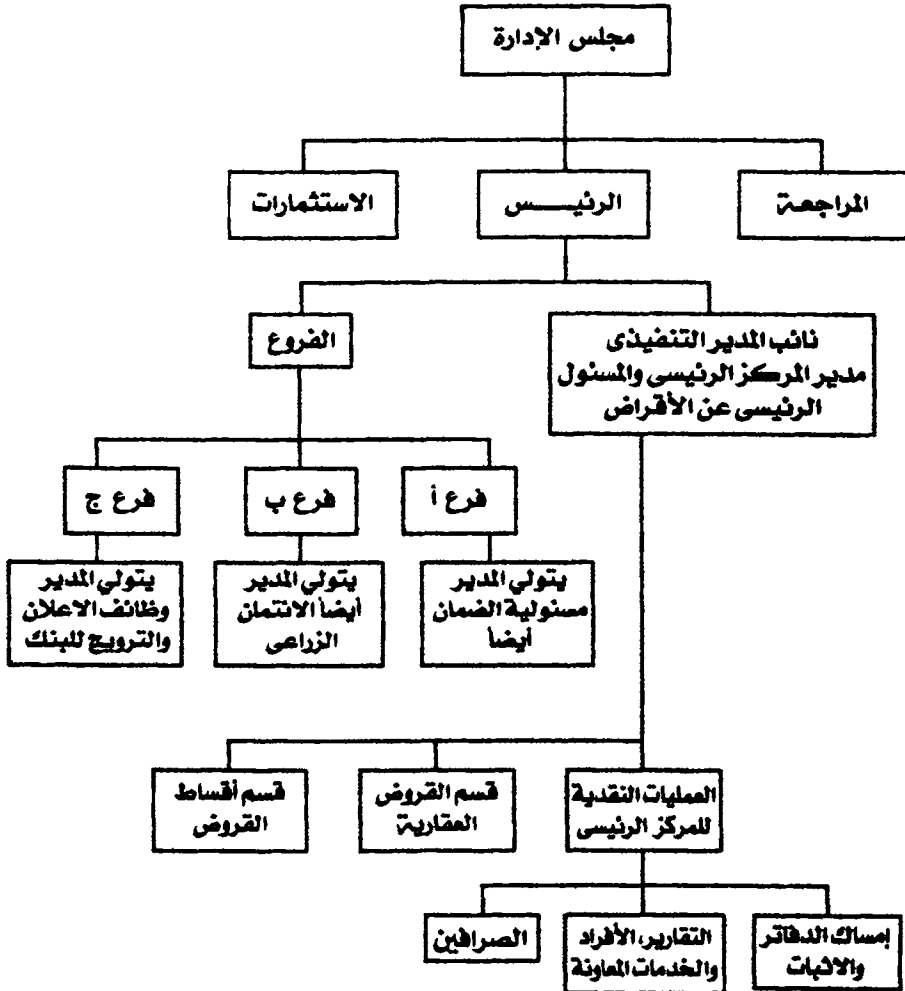 مجلس الإدارة
المراجعة
الرئيـــــس
الاستثمارات
نائب المدير التنفيذى
مدير المركز الرئيسى والمسئول
الرئيسى عن الأقراض
الفروع
فرع أ
فرع ب
فرع ج
يتولي المدير
مسئولية الضمان
أيضاً
يتولي المدير
أيضاً الائتمان
الزراعى
يتولي المدير
وظائف الاعلان
والترويج للبنك
العمليات النقدية
للمركز الرئيسى
قسم القروض
العقارية
قسم أقساط
القروض
إمساك الدفاتر
والاثبات
التقارير، الأفراد
والخدمات المعاونة
الصرافين